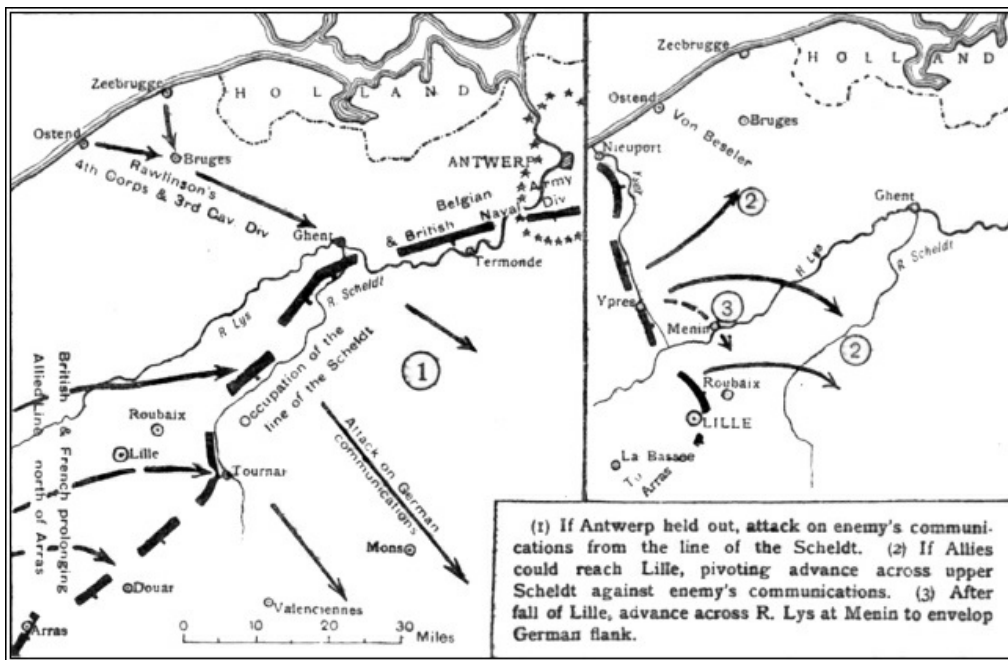 Zeebrugge
HOLLAND
Ostend
Bruges
Rawlinson's
4th Corps & 3rd Cav. Div
ANTWERP
Army
Belgian
& British Naval Div
Ghent
Termonde
R. Scheldt
R Lys
Occupation of the
line of the Scheldt
1
British & French prolonging
Allied Line north of Arras
Roubaix
Lille
Tournar
Attack on German
communications
Mons
Douar
Valenciennes
Arras
0 10 20 30
Miles
Zeebrugge
HOLLAND
Ostend
Von Beseler
Bruges
Nieuport
Yser
2
Ghent
R Lys
R Scheldt
Ypres
3
Menin
2
Roubaix
LILLE
La Bassee
To
Arras
(1) If Antwerp held out, attack on enemy's communi-
cations from the line of the Scheldt. (2) If Allies
could reach Lille, pivoting advance across upper
Scheldt against enemy's communications. (3) After
fall of Lille, advance across R. Lys at Menin to envelop
German flank.